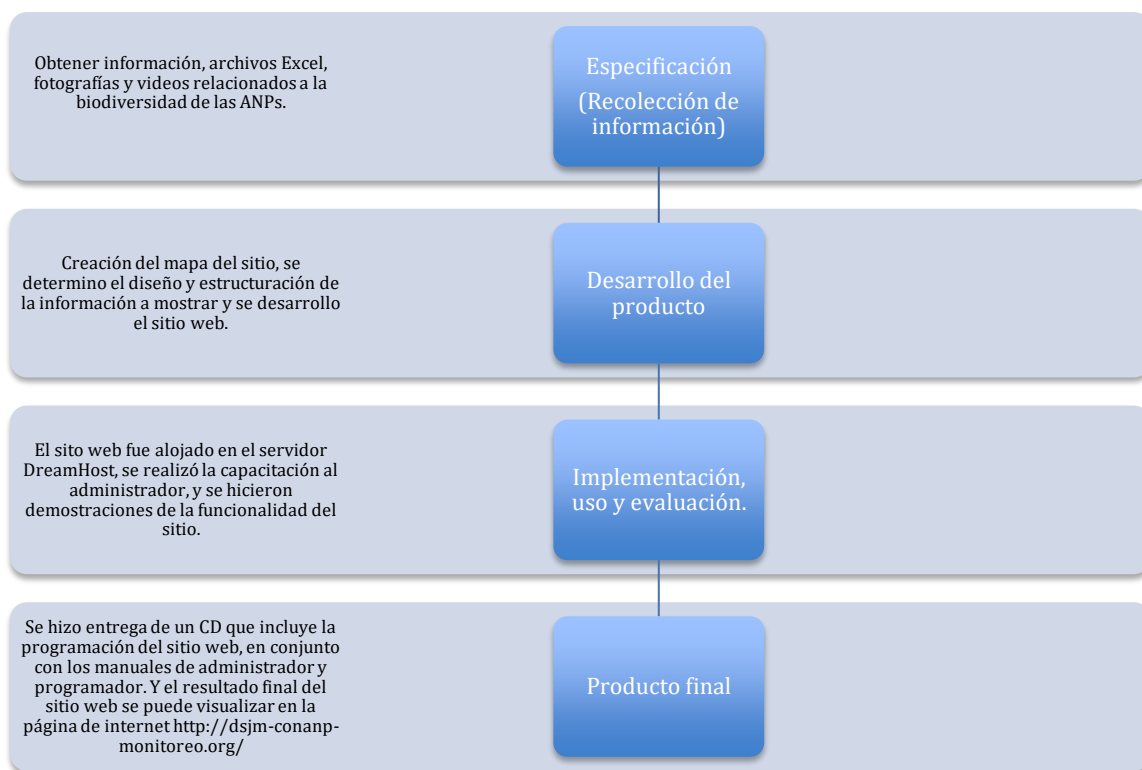 Obtener información, archivos Excel,
fotografías y videos relacionados a la
biodiversidad de las ANPs.
Especificación
(Recolección de
información)
Creación del mapa del sitio, se
determino el diseño y estructuración de
la información a mostrar y se desarrollo
el sitio web.
Desarrollo del
producto
El sito web fue alojado en el servidor
DreamHost, se realizó la capacitación al
administrador, y se hicieron
demostraciones de la funcionalidad del
sitio.
Implementación,
uso y evaluación.
Se hizo entrega de un CD que incluye la
programación del sitio web, en conjunto
con los manuales de administrador y
programador. Y el resultado final del
sitio web se puede visualizar en la
página de internet http://dsjm-conanp-
monitoreo.org/
Producto final